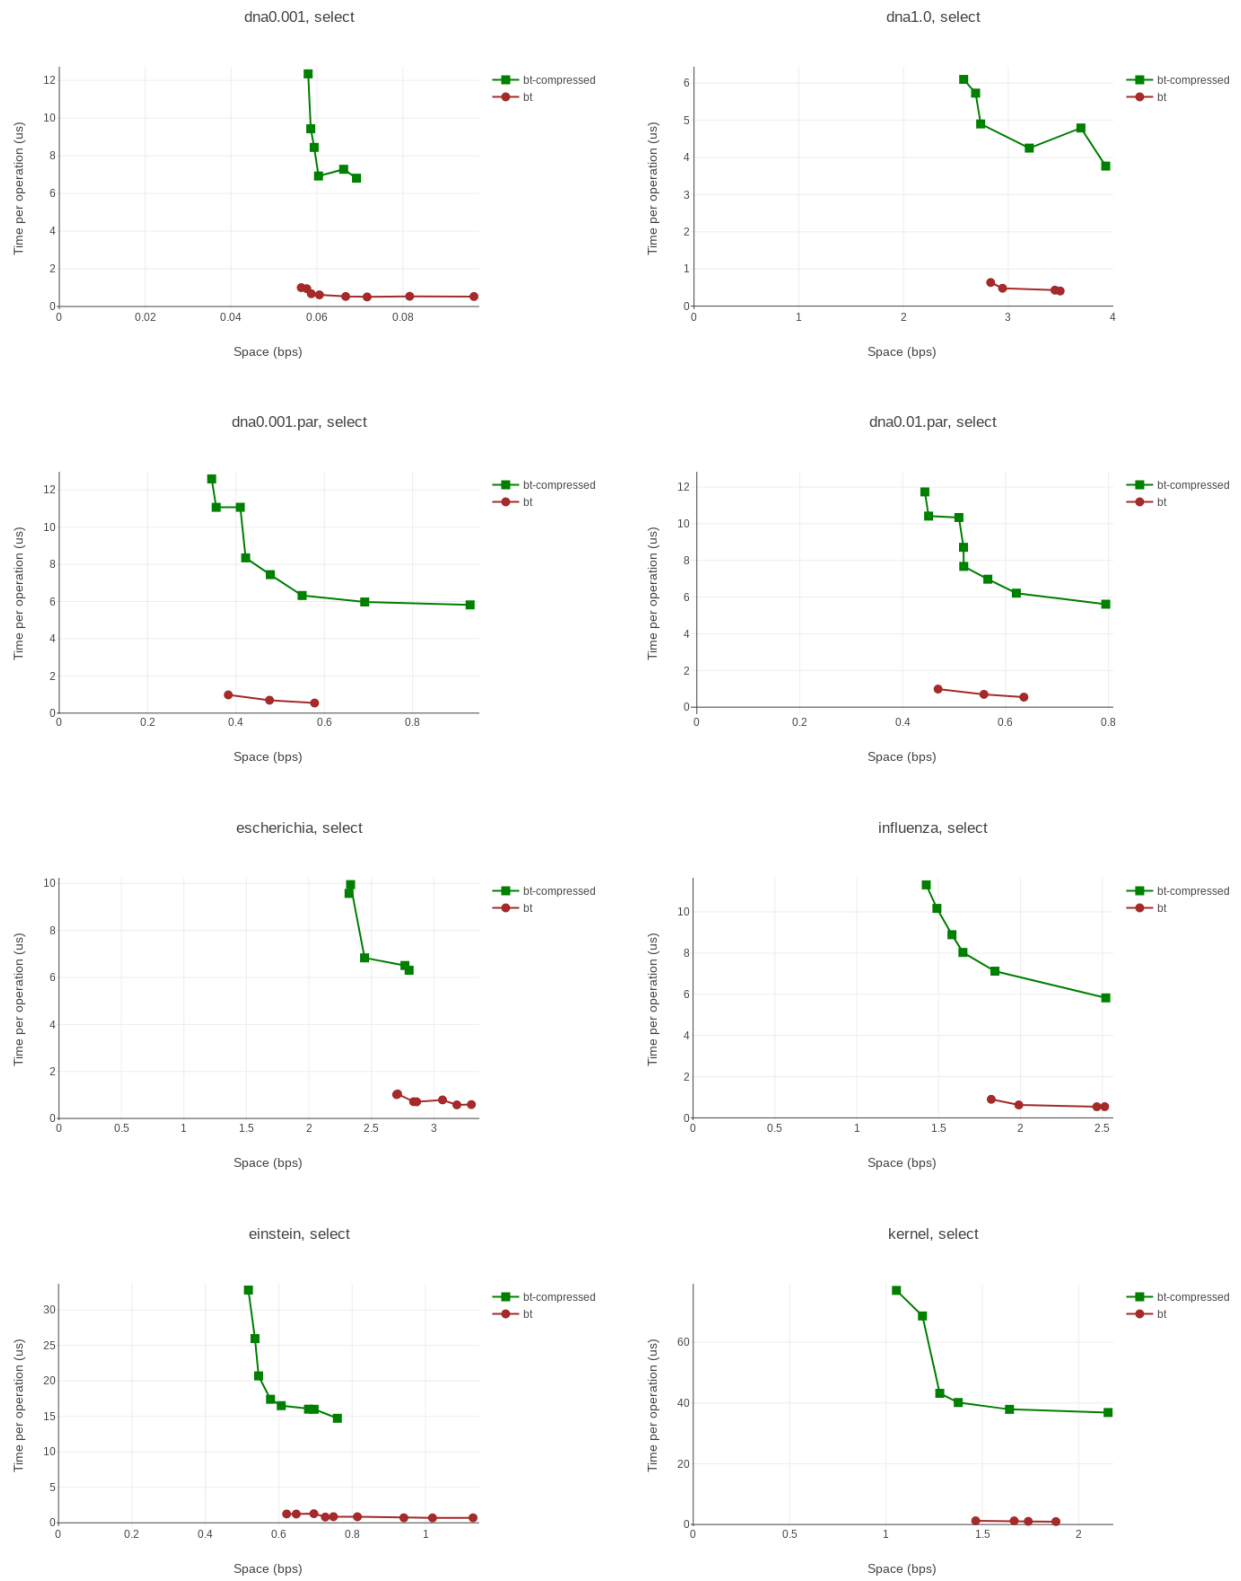 dna0.001, select
bt-compressed
bt
Time per operation (us)
12
10
8
6
4
2
0
0 0.02 0.04 0.06 0.08
Space (bps)
dna1.0, select
bt-compressed
bt
Time per operation (us)
6
5
4
3
2
1
0
0 1 2 3 4
Space (bps)
dna0.001.par, select
bt-compressed
bt
Time per operation (us)
12
10
8
6
4
2
0
0 0.2 0.4 0.6 0.8
Space (bps)
dna0.01.par, select
bt-compressed
bt
Time per operation (us)
12
10
8
6
4
2
0
0 0.2 0.4 0.6 0.8
Space (bps)
escherichia, select
bt-compressed
bt
Time per operation (us)
10
8
6
4
2
0
0 0.5 1 1.5 2 2.5 3
Space (bps)
influenza, select
bt-compressed
bt
Time per operation (us)
10
8
6
4
2
0
0 0.5 1 1.5 2 2.5
Space (bps)
einstein, select
bt-compressed
bt
Time per operation (us)
30
25
20
15
10
5
0
0 0.2 0.4 0.6 0.8 1
Space (bps)
kernel, select
bt-compressed
bt
Time per operation (us)
60
40
20
0
0 0.5 1 1.5 2
Space (bps)